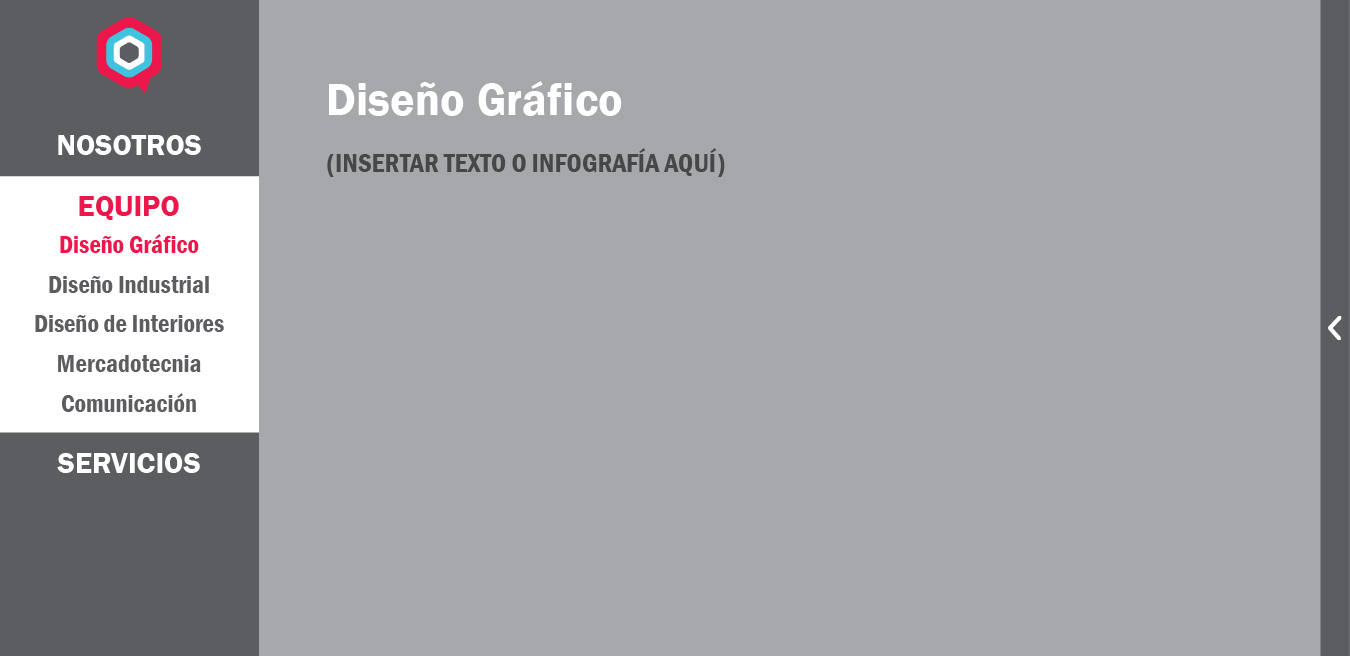 NOSOTROS
EQUIPO
Diseño Gráfico
Diseño Industrial
Diseño de Interiores
Mercadotecnia
Comunicación
SERVICIOS
Diseño Gráfico
(INSERTAR TEXTO O INFOGRAFÍA AQUÍ)